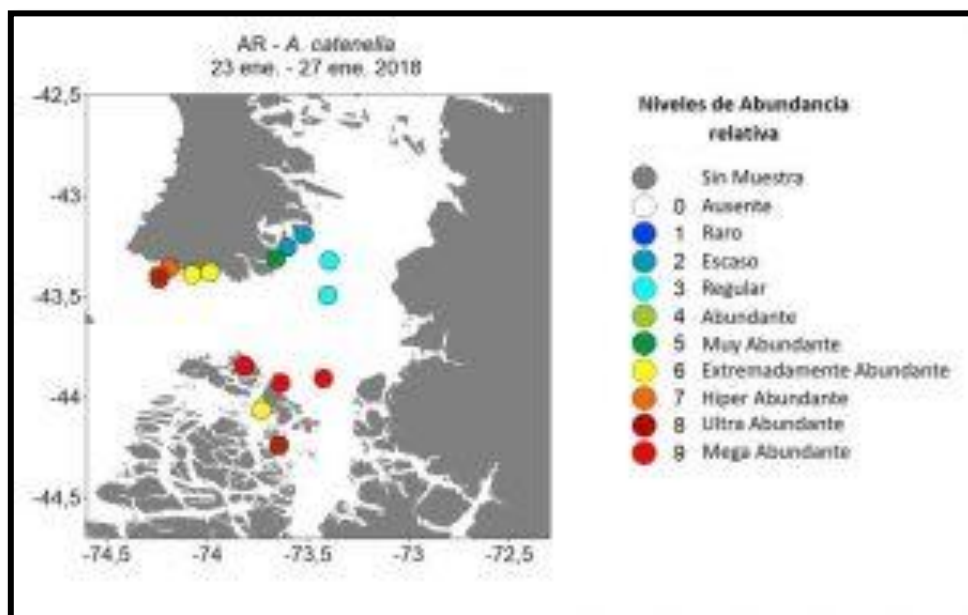 AR - A. catenella
23 ene. - 27 ene. 2018
-42,5
-43
-43,5
-44
-44,5
-74,5
-74
-73,5
-73
-72,5
Niveles de Abundancia
relativa
Sin Muestra
0 Ausente
1 Raro
2 Escaso
3 Regular
4 Abundante
5 Muy Abundante
6 Extremadamente Abundante
7 Hiper Abundante
8 Ultra Abundante
9 Mega Abundante